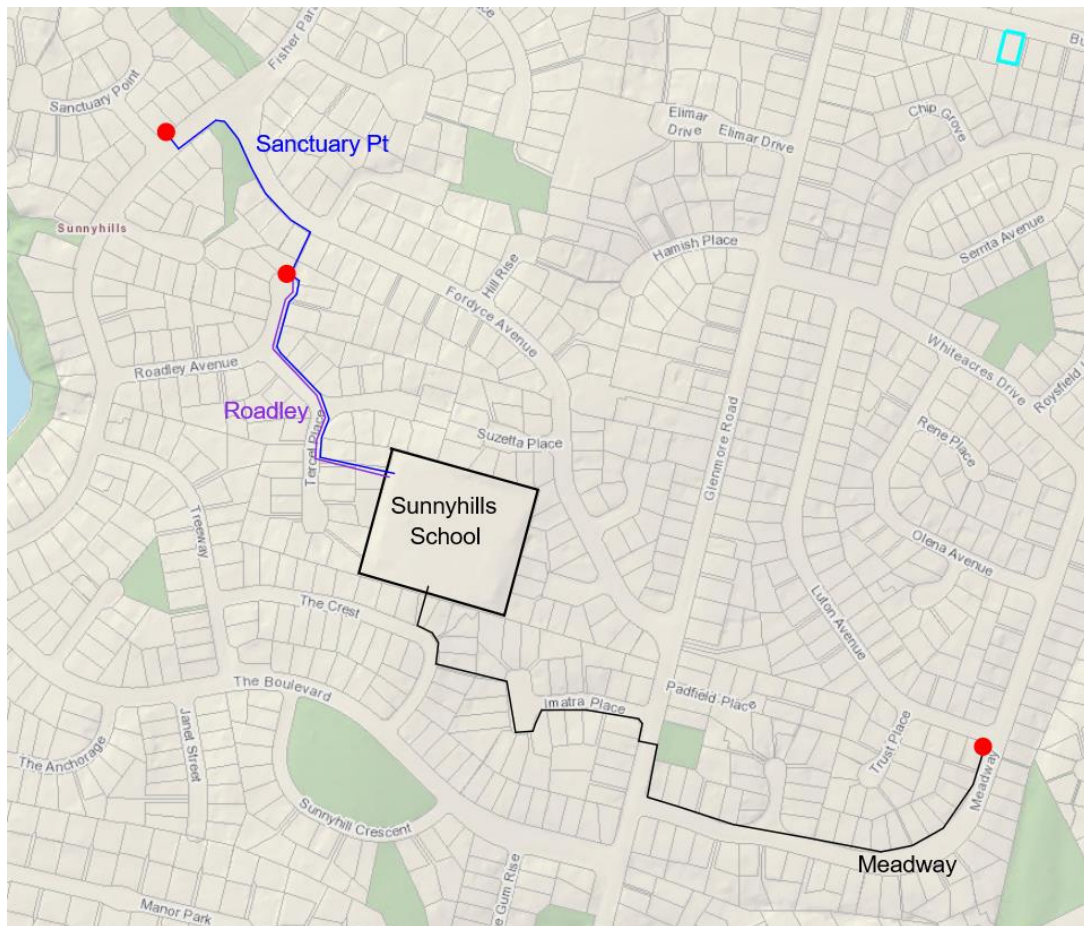 Fisher Para
Sanctuary Point
Sanctuary Pt
Bu
Elimar
Drive
Elimar Drive
Chip Grove
Sunnyhills
Sernta Avenue
Hamish Place
Hill Rise
Fordyce Avenue
Whiteacres Drive
Roadley Avenue
Roadley
Roysfield
Rene Place
Suzetta Place
Glenmore Road
Tercel Place
Sunnyhills
School
Treeway
Olena Avenue
Luton Avenue
The Crest
The Boulevard
Padfield Place
Imatra Place
Janet Street
The Anchorage
Trust Place
Meadway
Sunnyhill Crescent
Meadway
e Gum Rise
Manor Park